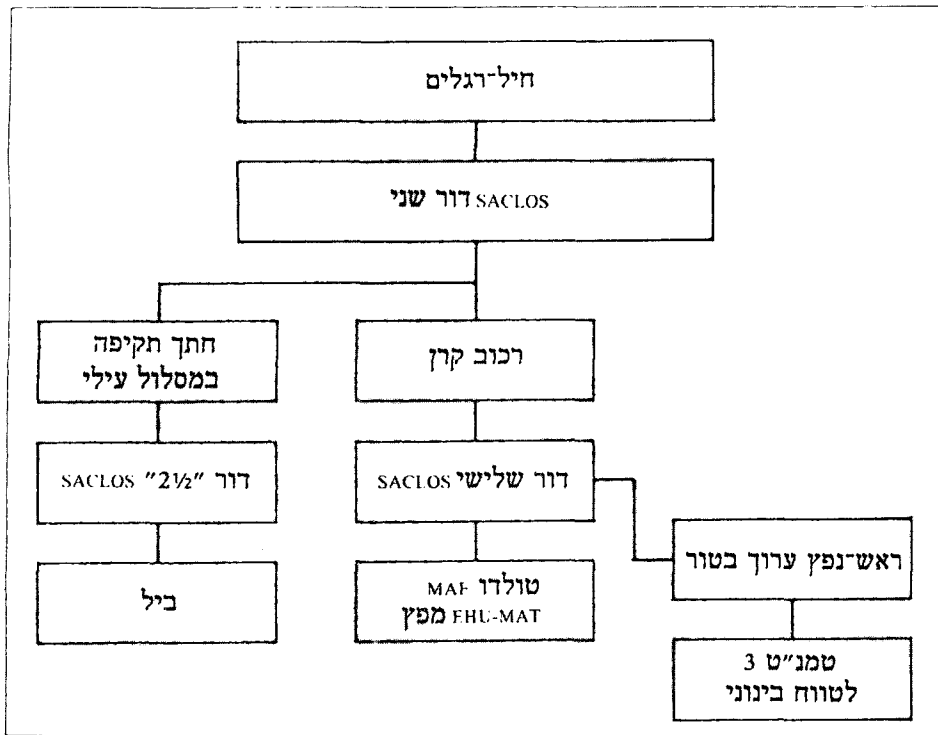 חיל־רגלים
SACLOS דור שני
חתך תקיפה
במסלול עילי
רכוב קרן
דור "2½" SACLOS
דור שלישי SACLOS
ראש־נפץ ערוך בטור
ביל
טולדו MAF
EHU-MAT מפץ
טמנ"ט 3
לטווח בינוני